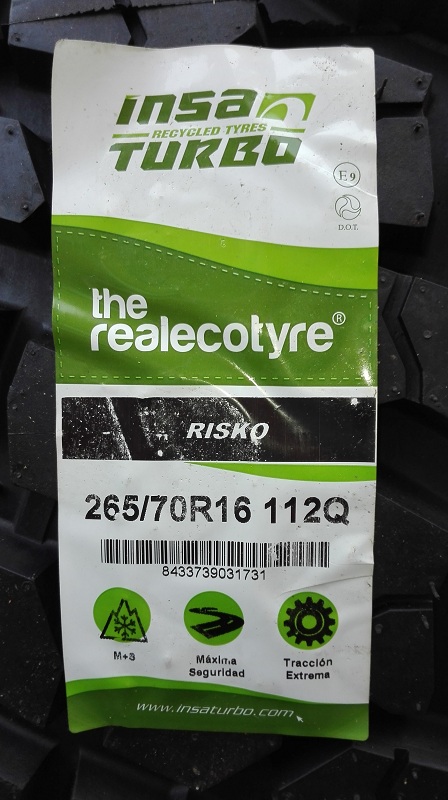 insa
RECYCLED TYRES
TURBO
E9
D.O.T.
the
realecotyre®
RISKO
265/70R16 112Q
8433739031731
M+S
Máxima
Seguridad
Tracción
Extrema
www.insaturbo.com